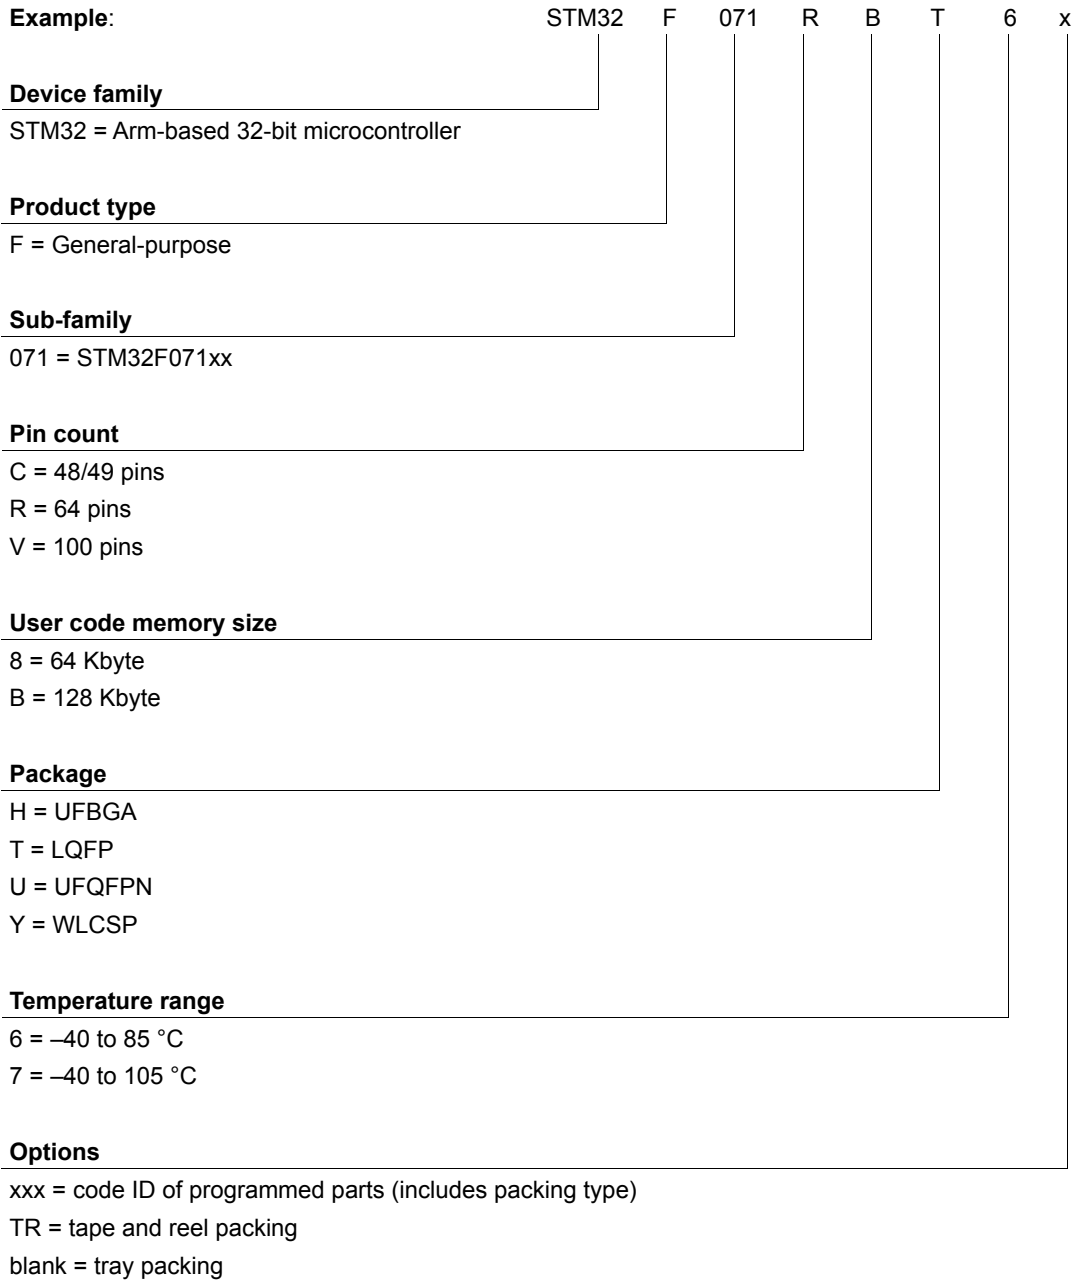 Example: STM32 F 071 R B T 6 x
Device family
STM32 = Arm-based 32-bit microcontroller
Product type
F = General-purpose
Sub-family
071 = STM32F071xx
Pin count
C = 48/49 pins
R = 64 pins
V = 100 pins
User code memory size
8 = 64 Kbyte
B = 128 Kbyte
Package
H = UFBGA
T = LQFP
U = UFQFPN
Y = WLCSP
Temperature range
6 = –40 to 85 °C
7 = –40 to 105 °C
Options
xxx = code ID of programmed parts (includes packing type)
TR = tape and reel packing
blank = tray packing